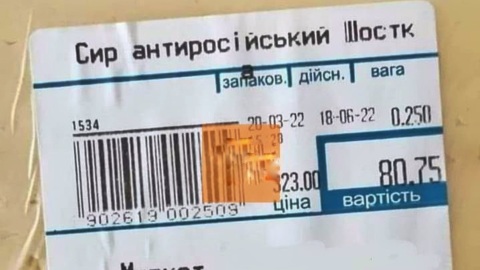 Сир антиросійський Шостк
а
запаков. дійсн. вага
1534
20-03-22 18-06-22 0.250
323.00 80.75
ціна вартість
902619 002509